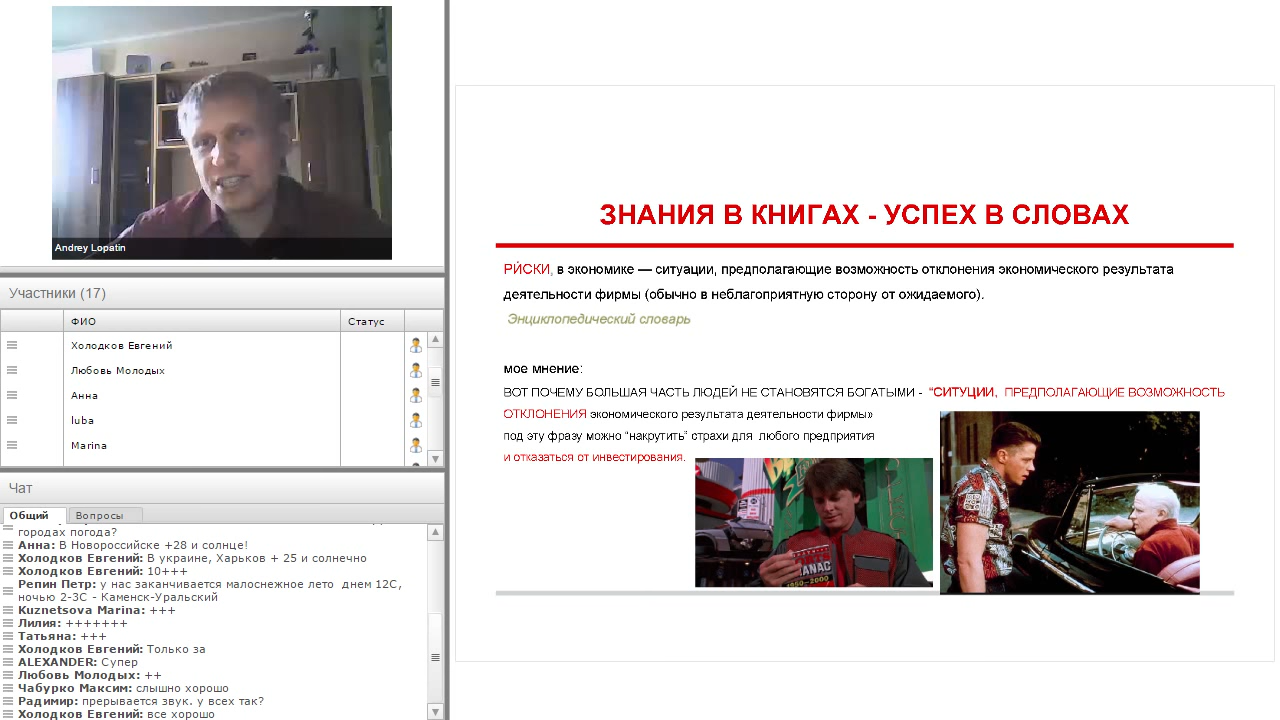 Andrey Lopatin
Участники (17)
ФИО
Статус
Холодков Евгений
Любовь Молодых
Анна
luba
Marina
Чат
Общий
Вопросы
городах погода?
Анна: В Новороссийске +28 и солнце!
Холодков Евгений: В украине, Харьков + 25 и солнечно
Холодков Евгений: 10+++
Репин Петр: у нас заканчивается малоснежное лето днем 12С,
ночью 2-3С - Каменск-Уральский
Kuznetsova Marina: +++
Лилия: +++++++
Татьяна: +++
Холодков Евгений: Только за
ALEXANDER: Супер
Любовь Молодых: ++
Чабурко Максим: слышно хорошо
Радимир: прерывается звук. у всех так?
Холодков Евгений: все хорошо
ЗНАНИЯ В КНИГАХ - УСПЕХ В СЛОВАХ
РИ́СКИ, в экономике — ситуации, предполагающие возможность отклонения экономического результата
деятельности фирмы (обычно в неблагоприятную сторону от ожидаемого).
Энциклопедический словарь
мое мнение:
ВОТ ПОЧЕМУ БОЛЬШАЯ ЧАСТЬ ЛЮДЕЙ НЕ СТАНОВЯТСЯ БОГАТЫМИ - “СИТУЦИИ, ПРЕДПОЛАГАЮЩИЕ ВОЗМОЖНОСТЬ
ОТКЛОНЕНИЯ экономического результата деятельности фирмы»
под эту фразу можно “накрутить” страхи для любого предприятия
и отказаться от инвестирования.
ANAC
1950-2000